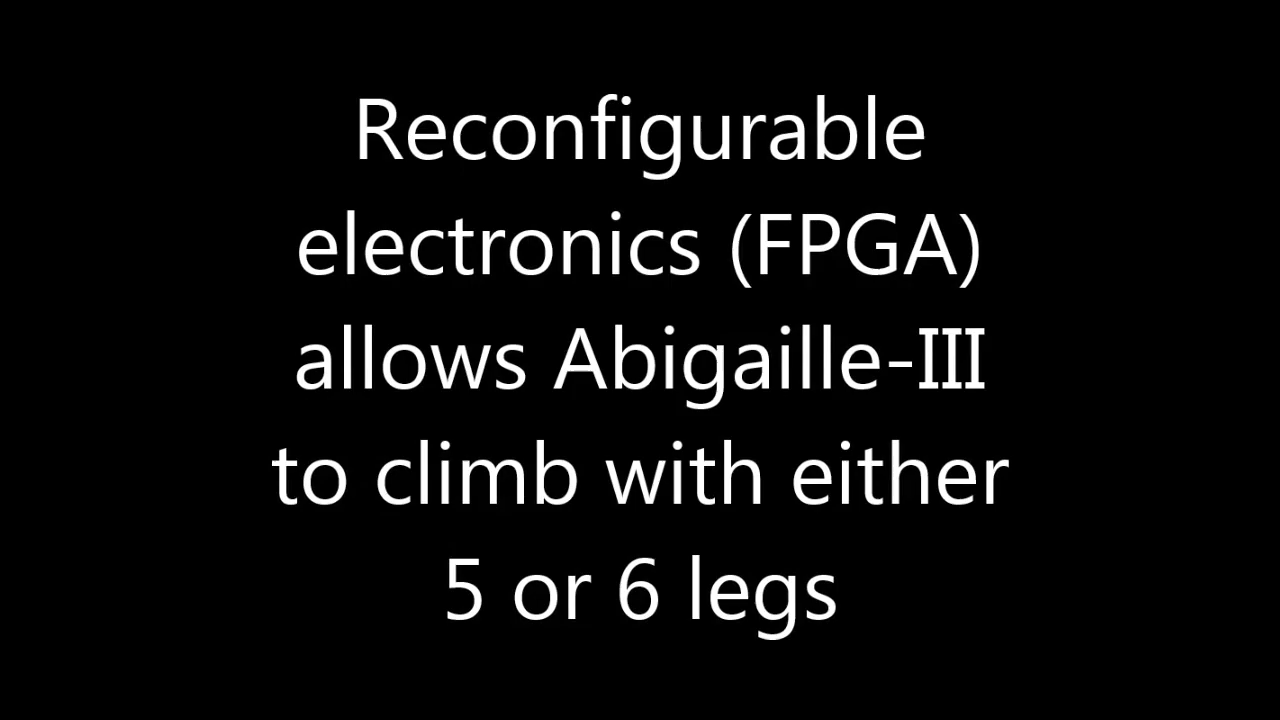 Reconfigurable
electronics (FPGA)
allows Abigaille-III
to climb with either
5 or 6 legs